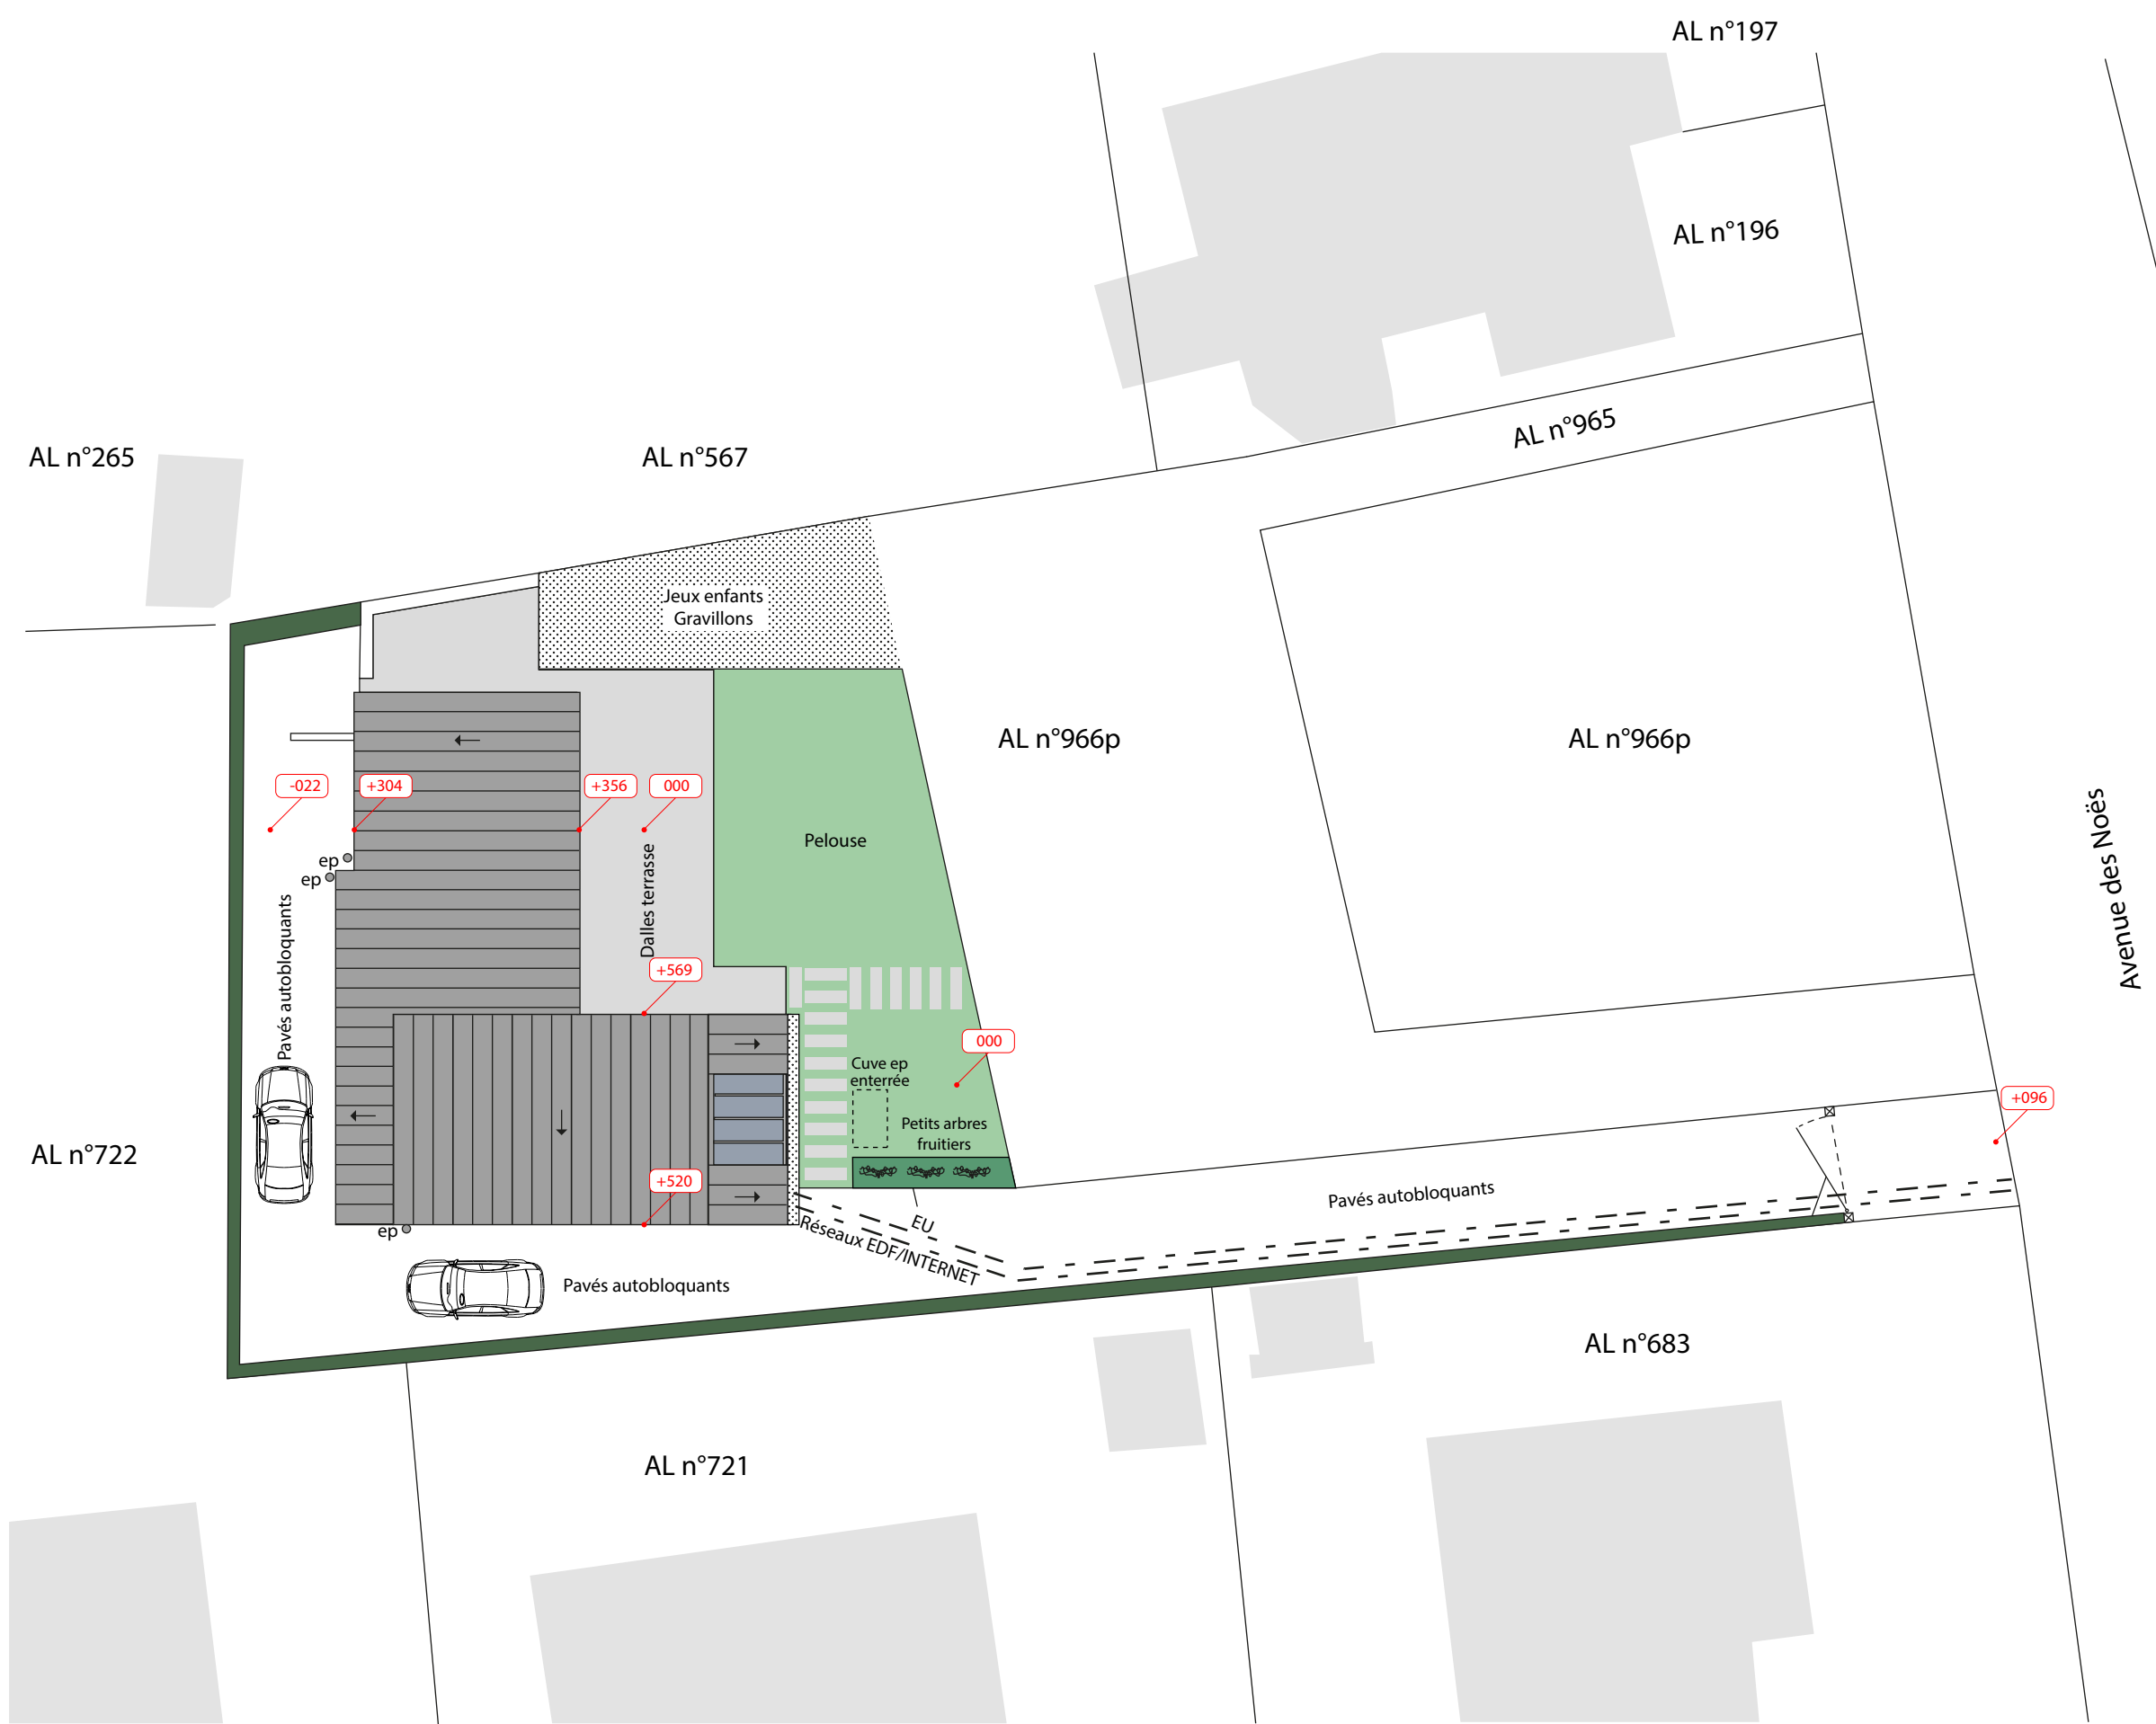 AL n°197
AL n°196
AL n°965
AL n°265
AL n°567
Jeux enfants
Gravillons
AL n°966p
AL n°966p
-022
+304
+356
000
Pelouse
Avenue des Noës
ep
ep
Pavés autobloquants
Dalles terrasse
+569
000
Cuve ep
enterrée
+096
Petits arbres
fruitiers
AL n°722
+520
Pavés autobloquants
EU
Réseaux EDF/INTERNET
ep
Pavés autobloquants
AL n°683
AL n°721